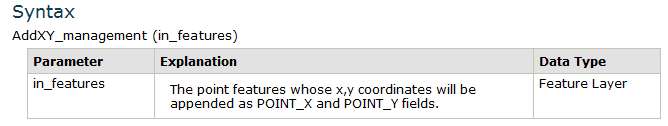 Syntax
AddXY_management (in_features)
Parameter Explanation Data Type
in_features The point features whose x,y coordinates will be Feature Layer
appended as POINT_X and POINT_Y fields.